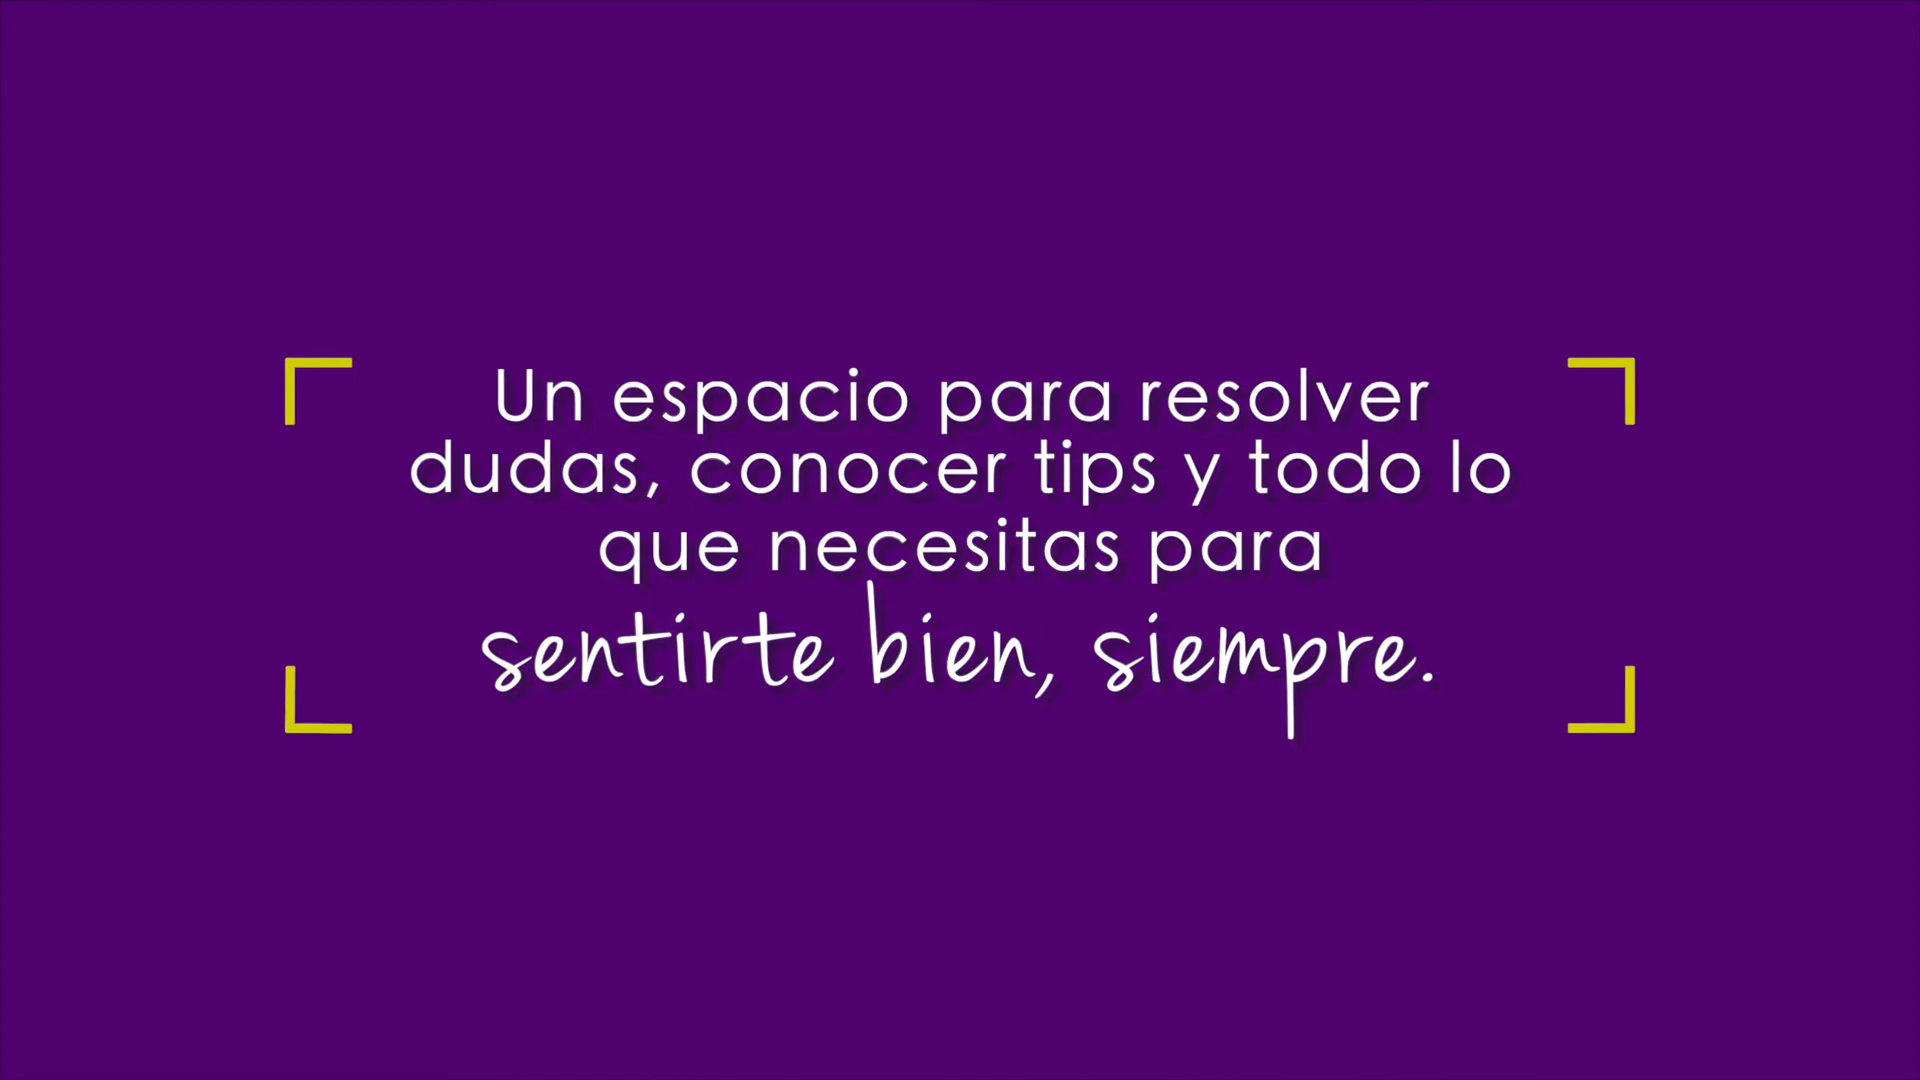 Un espacio para resolver
dudas, conocer tips y todo lo
que necesitas para
sentirte bien, siempre.